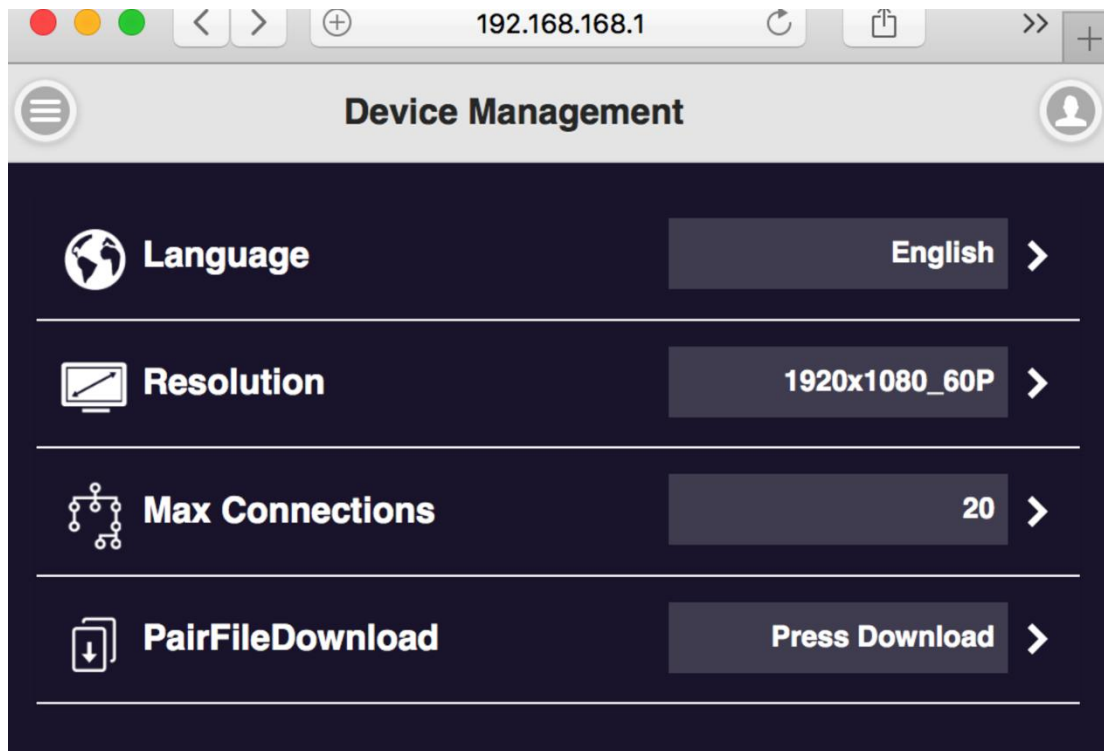 192.168.168.1
Device Management
Language English
Resolution 1920x1080_60P
Max Connections 20
PairFileDownload Press Download